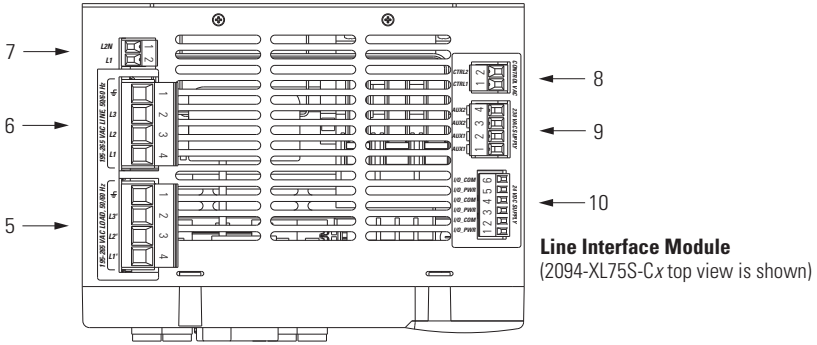 7
L2N
L1
1
2
8
CTRL2
CTRL1
2
1
CONTROL VAC
6
195-265 VAC LINE, 50/60 Hz
L3
L2
L1
1
2
3
4
9
AUX2
AUX2
AUX1
AUX1
4
3
2
1
230 VAC SUPPLY
5
195-265 VAC LOAD, 50/60 Hz
L3'
L2'
L1'
1
2
3
4
10
I/O_COM
I/O_PWR
I/O_COM
I/O_PWR
I/O_COM
I/O_PWR
6
5
4
3
2
1
24 VDC SUPPLY
Line Interface Module
(2094-XL75S-Cx top view is shown)